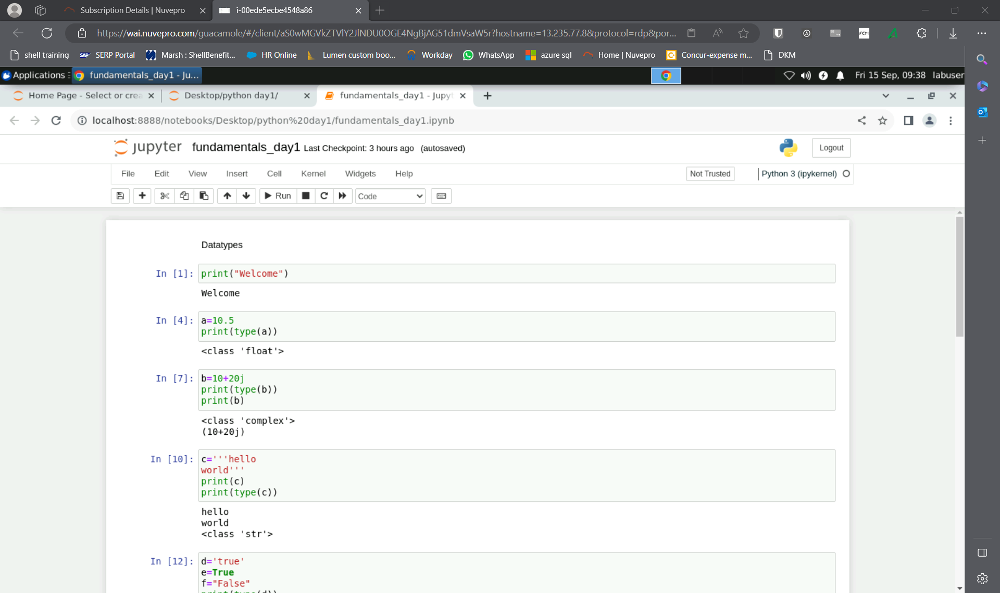 Subscription Details | Nuvepro
i-00ede5ecbe4548a86
https://wai.nuvepro.com/guacamole/#/client/aS0wMGVkZTVlY2JlNDU0OGE4NgBjAG51dmVsaW5r?hostname=13.235.77.8&protocol=rdp&por...
shell training
SAP SERP Portal
Marsh : ShellBenefit...
HR Online
Lumen custom boo...
Workday
WhatsApp
azure sql
Home | Nuvepro
Concur-expense m...
DKM
FCM
Applications
fundamentals_day1 - Ju...
Fri 15 Sep, 09:38 labuser
Home Page - Select or crea
Desktop/python day1/
fundamentals_day1 - Jupyt
localhost:8888/notebooks/Desktop/python%20day1/fundamentals_day1.ipynb
jupyter fundamentals_day1 Last Checkpoint: 3 hours ago (autosaved)
Logout
File Edit View Insert Cell Kernel Widgets Help
Not Trusted
Python 3 (ipykernel)
Run
Code
Datatypes
In [1]: print("Welcome")
Welcome
In [4]: a=10.5
print(type(a))
<class 'float'>
In [7]: b=10+20j
print(type(b))
print(b)
<class 'complex'>
(10+20j)
In [10]: c='''hello
world'''
print(c)
print(type(c))
hello
world
<class 'str'>
In [12]: d='true'
e=True
f="False"
print(type(d))